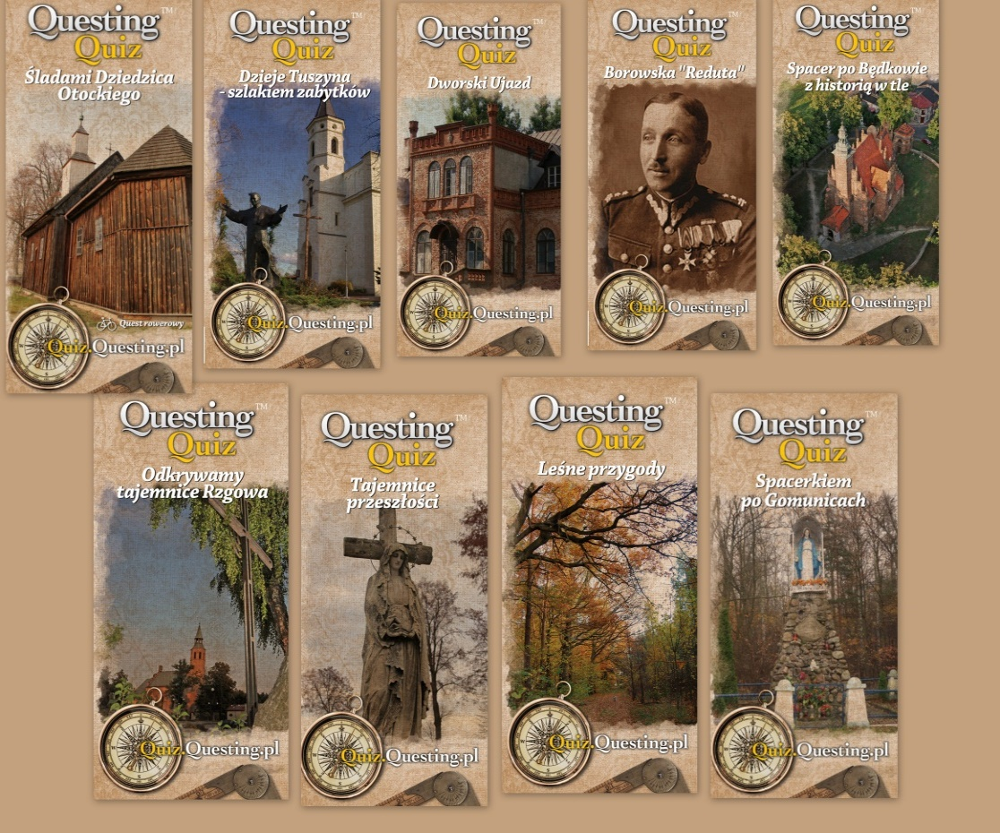 Questing™
Quiz
Śladami Dziedzica
Otockiego
Quest rowerowy
Quiz.Questing.pl
Questing™
Quiz
Dzieje Tuszyna
- szlakiem zabytków
Quiz.Questing.pl
Questing™
Quiz
Dworski Ujazd
Quiz.Questing.pl
Questing™
Quiz
Borowska "Reduta"
Quiz.Questing.pl
Questing™
Quiz
Spacer po Będkowie
z historią w tle
Quiz.Questing.pl
Questing™
Quiz
Odkrywamy
tajemnice Rzgowa
Quiz.Questing.pl
Questing™
Quiz
Tajemnice
przeszłości
Quiz.Questing.pl
Questing™
Quiz
Leśne przygody
Quiz.Questing.pl
Questing™
Quiz
Spacerkiem
po Gomunicach
Quiz.Questing.pl